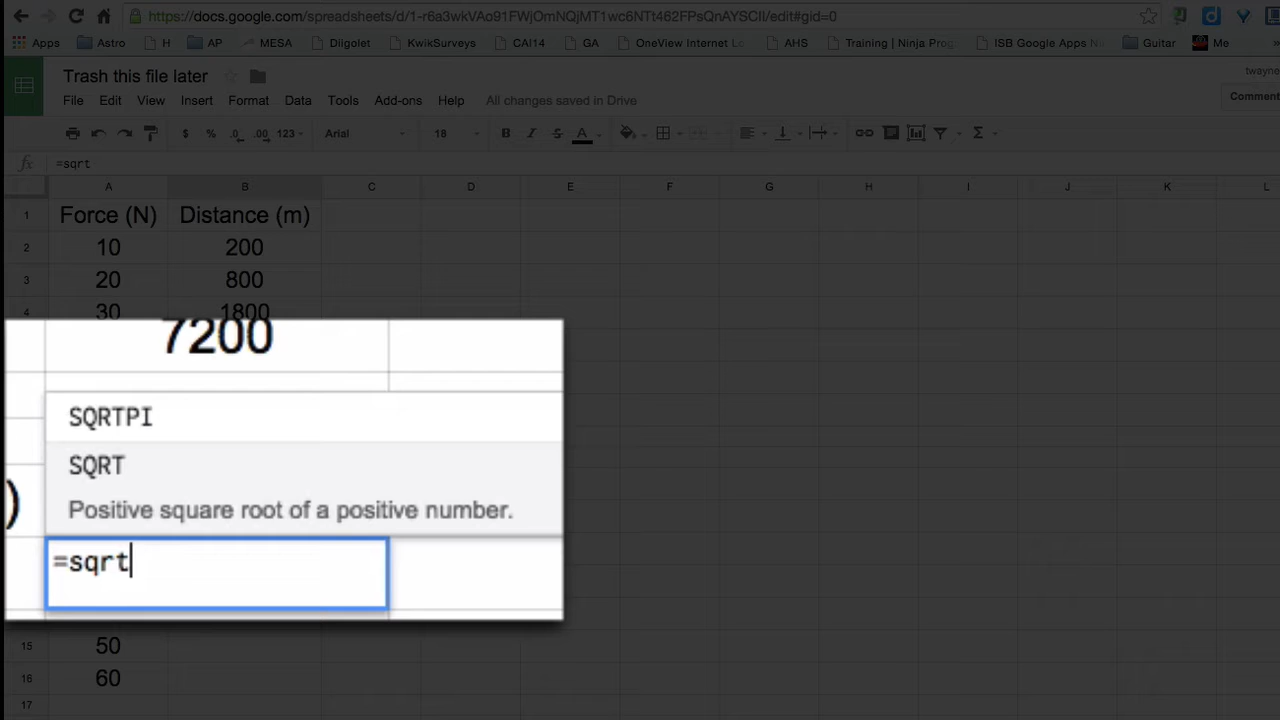 https://docs.google.com/spreadsheets/d/1-r6a3wkVAo91FWjOmNQjMT1wc6NTt462FPsQnAYSCII/edit#gid=0
Apps Astro H AP MESA Diigolet KwikSurveys CAI14 GA OneView Internet Lo AHS Training | Ninja Prog ISB Google Apps N Guitar Me »
Trash this file later
twayne
File Edit View Insert Format Data Tools Add-ons Help All changes saved in Drive
Comment
$ % .0 .00 123 Arial 18 B I S A Σ
fx =sqrt
A B C D E F G H I J K L
1 Force (N) Distance (m)
2 10 200
3 20 800
4 30 1800
7200
SQRTPI
SQRT
) Positive square root of a positive number.
=sqrt
15 50
16 60
17